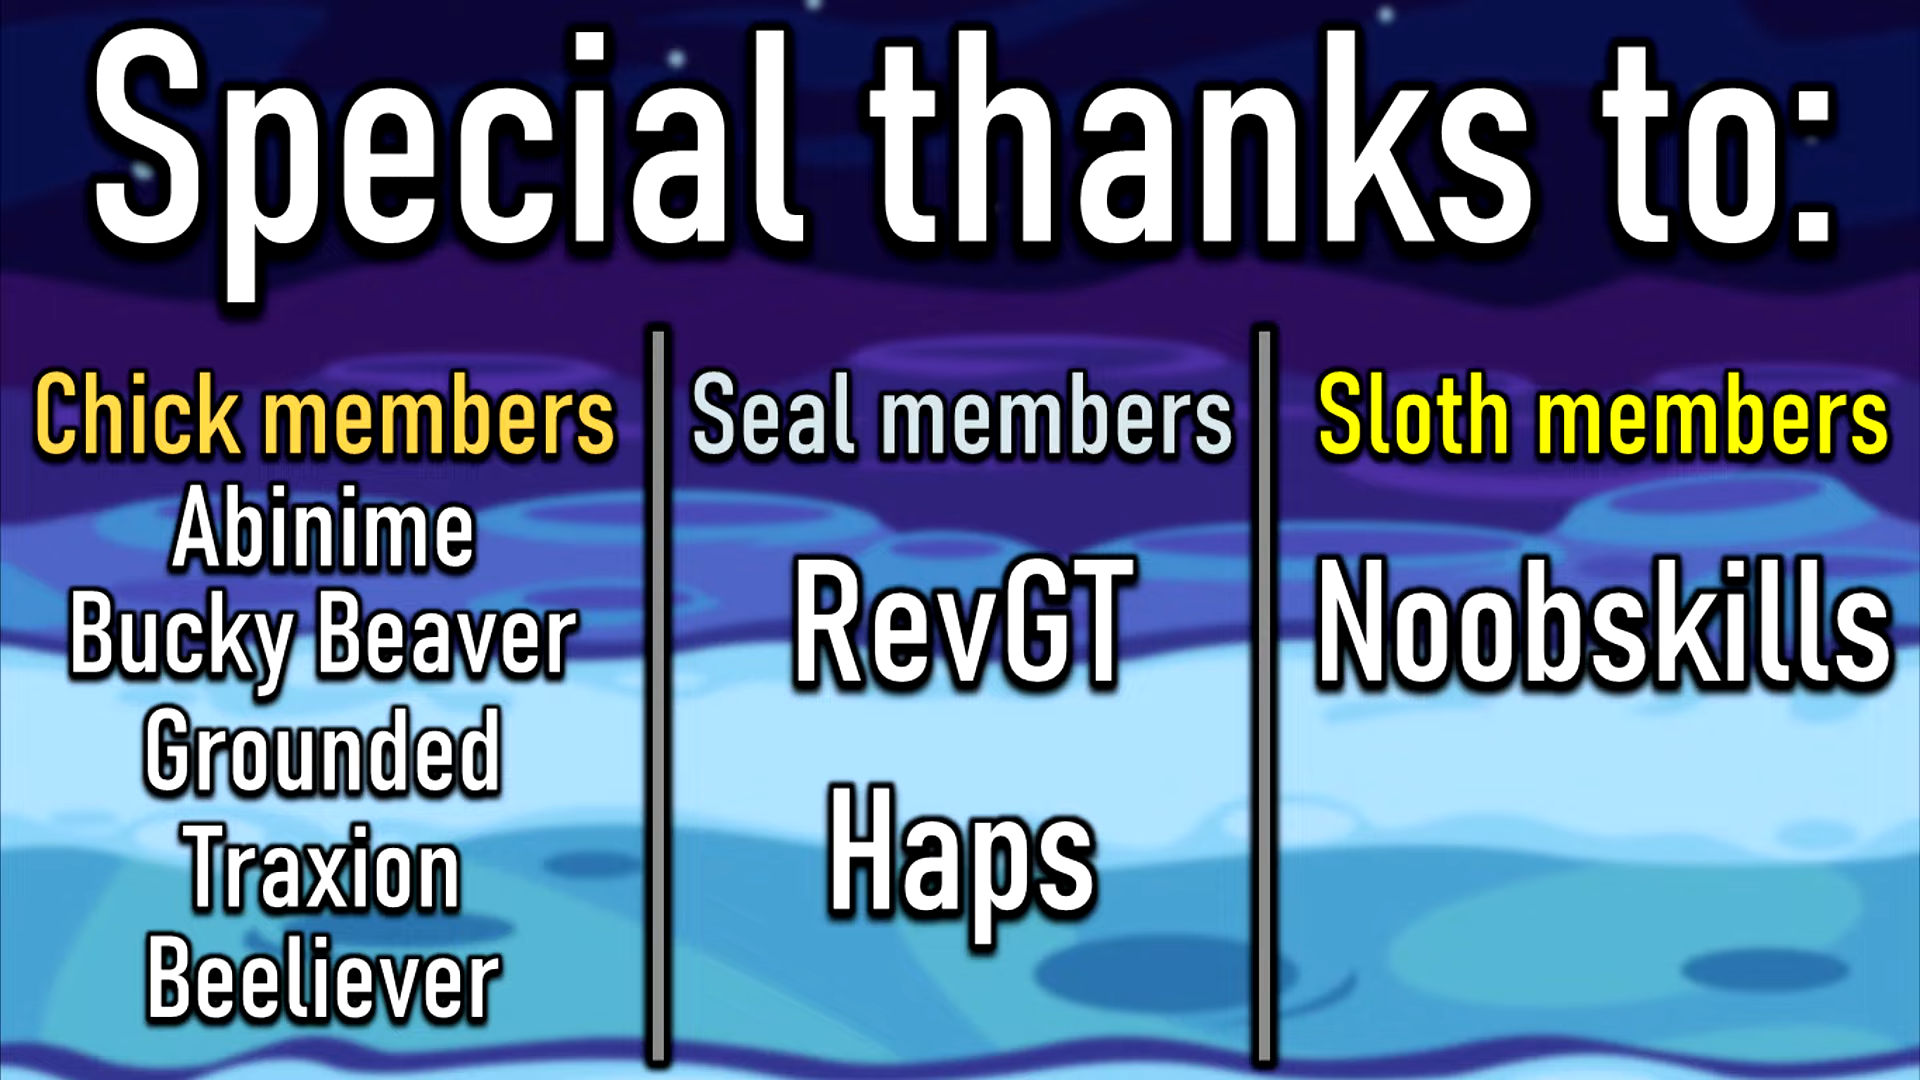 Special thanks to:
Chick members
Abinime
Bucky Beaver
Grounded
Traxion
Beeliever
Seal members
RevGT
Haps
Sloth members
Noobskills